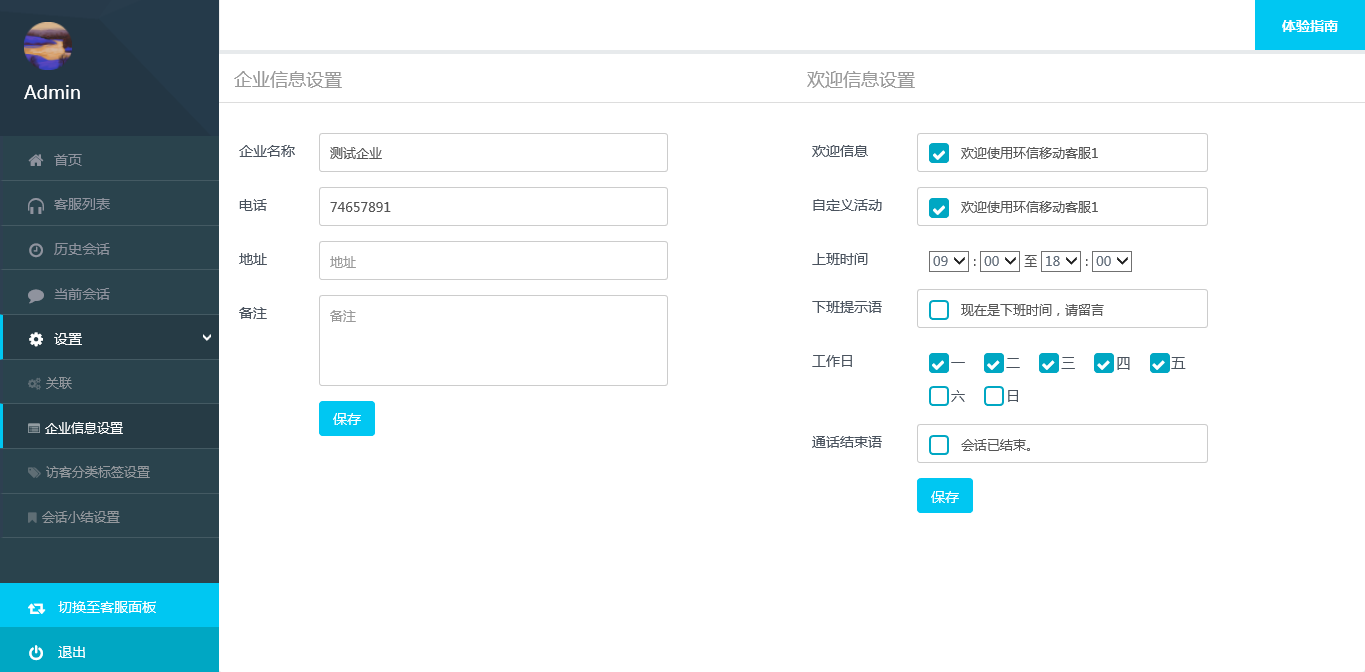 体验指南
Admin
首页
客服列表
历史会话
当前会话
设置
关联
企业信息设置
访客分类标签设置
会话小结设置
切换至客服面板
退出
企业信息设置
企业名称 测试企业
电话 74657891
地址 地址
备注 备注
保存
欢迎信息设置
欢迎信息 欢迎使用环信移动客服1
自定义活动 欢迎使用环信移动客服1
上班时间 09 : 00 至 18 : 00
下班提示语 现在是下班时间，请留言
工作日 一 二 三 四 五
六 日
通话结束语 会话已结束。
保存